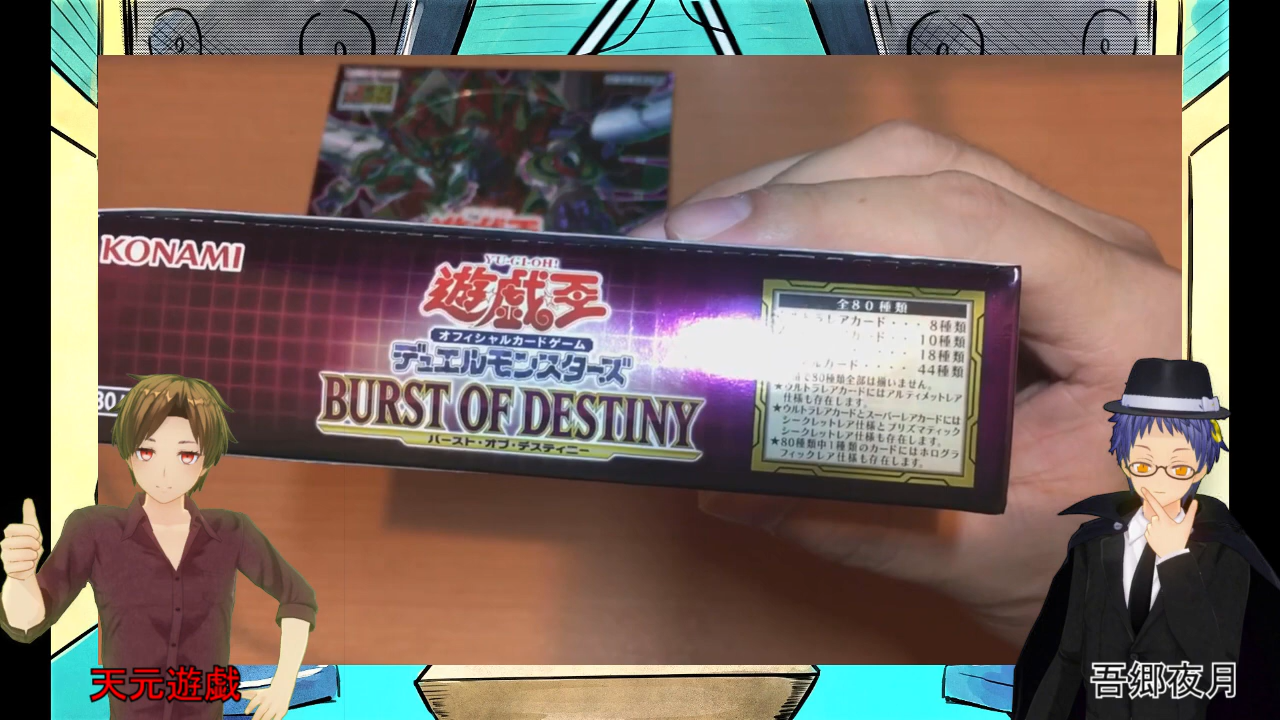 KONAMI
YU-GI-OH!
遊戯王
オフィシャルカードゲーム
デュエルモンスターズ
BURST OF DESTINY
バースト・オブ・デスティニー
全80種類
トラレアカード・・・8種類
カード・・・10種類
18種類
ルカード・・・・44種類
で80種類全部は揃いません。
★ウルトラレアカードにはアルティメットレア
仕様も存在します。
★ウルトラレアカードとスーパーレアカードには
シークレットレア仕様とプリズマティック
シークレットレア仕様も存在します。
★80種類中1種類のカードにはホログラ
フィックレア仕様も存在します。
天元遊戯
吾郷夜月